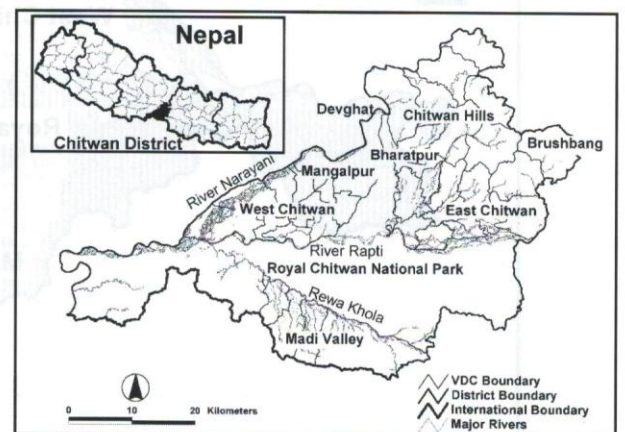 Nepal
Chitwan District
Devghat
Chitwan Hills
Brushbang
Bharatpur
Mangalpur
River Narayani
West Chitwan
East Chitwan
River Rapti
Royal Chitwan National Park
Rewa Khola
Madi Valley
0 10 20 Kilometers
VDC Boundary
District Boundary
International Boundary
Major Rivers